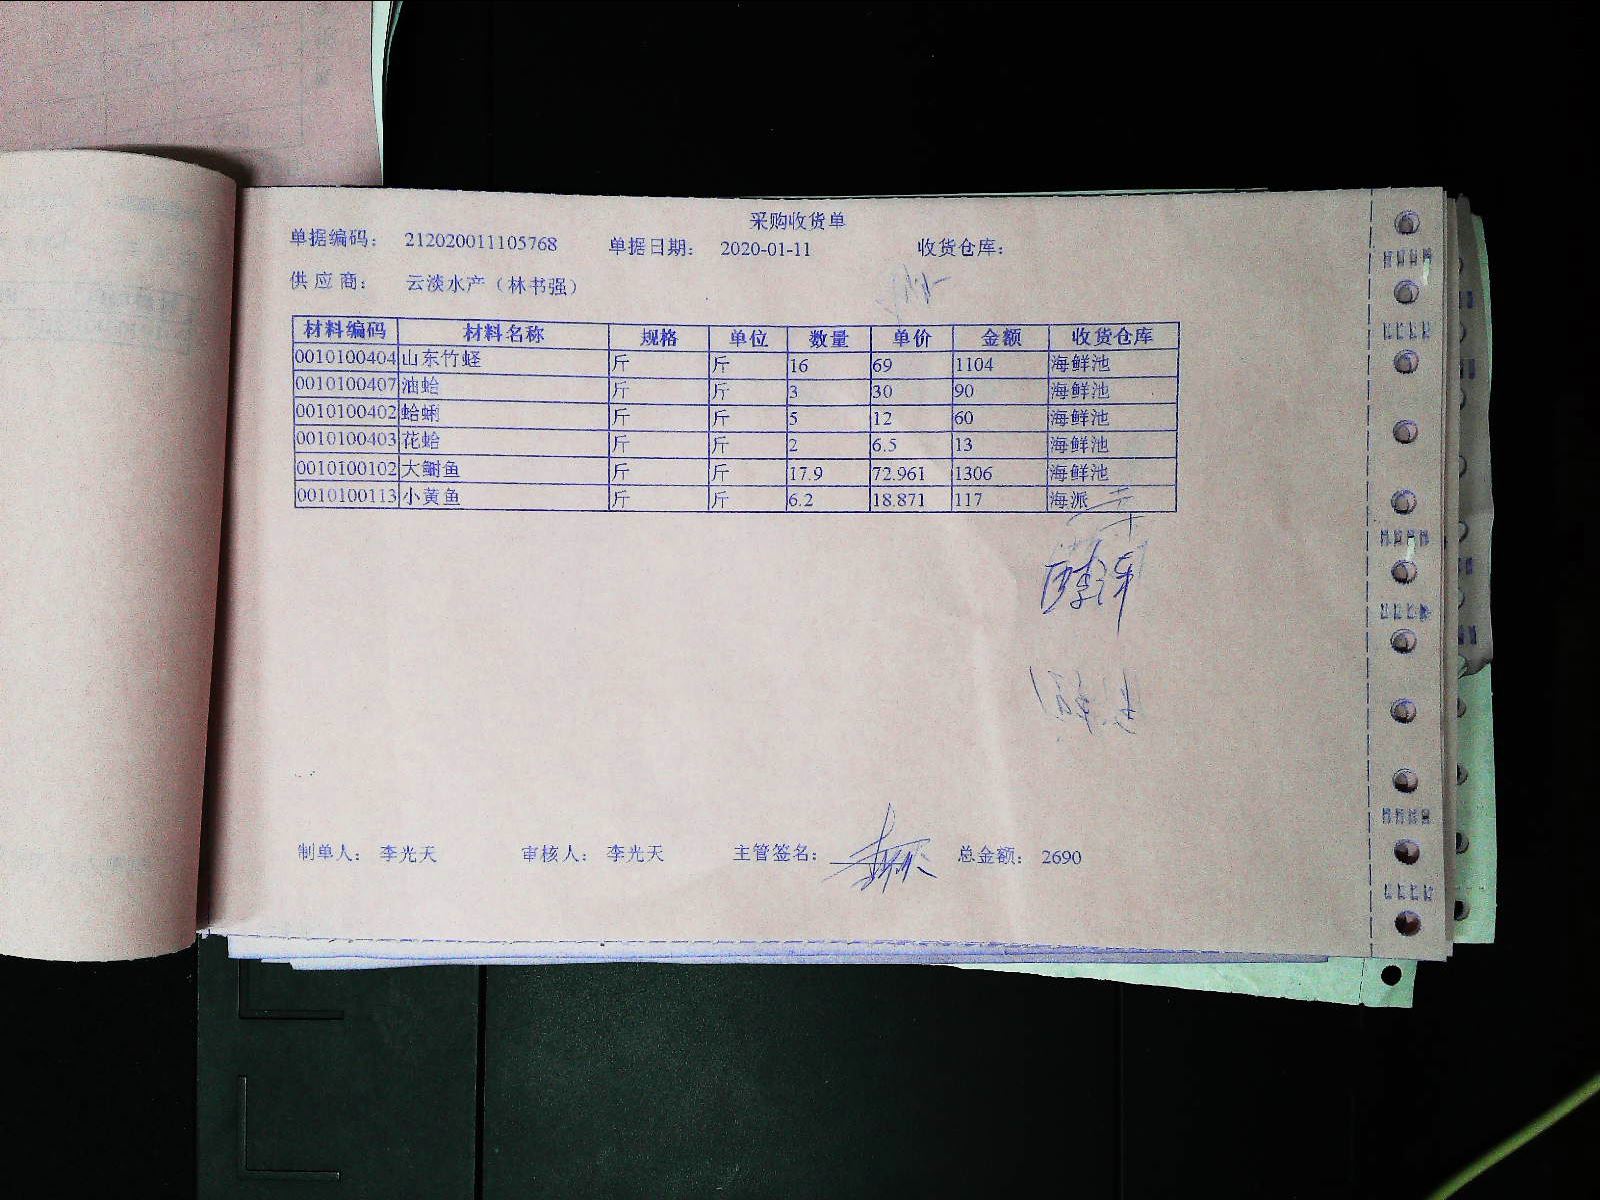 采购收货单
单据编码： 212020011105768 单据日期： 2020-01-11 收货仓库：
供应商： 云淡水产（林书强）
材料编码 材料名称 规格 单位 数量 单价 金额 收货仓库
0010100404 山东竹蛏 斤 斤 16 69 1104 海鲜池
0010100407 油蛤 斤 斤 3 30 90 海鲜池
0010100402 蛤蜊 斤 斤 5 12 60 海鲜池
0010100403 花蛤 斤 斤 2 6.5 13 海鲜池
0010100102 大鲥鱼 斤 斤 17.9 72.961 1306 海鲜池
0010100113 小黄鱼 斤 斤 6.2 18.871 117 海派
制单人： 李光天 审核人： 李光天 主管签名： 总金额： 2690